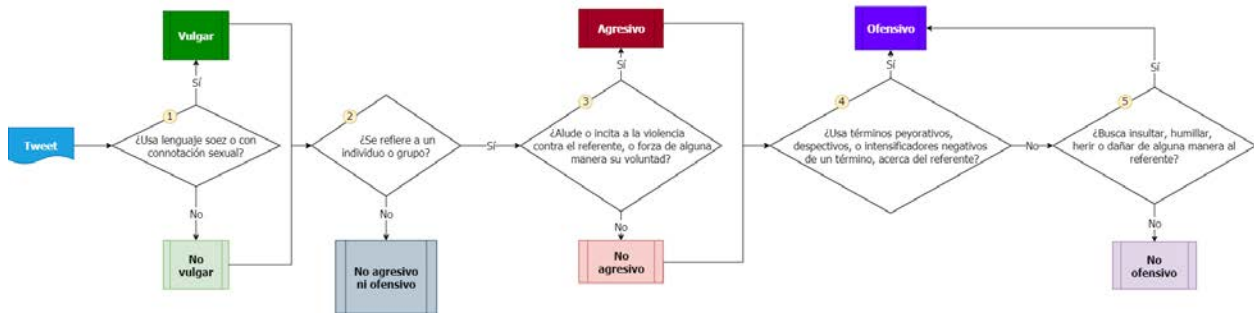 Tweet
Vulgar
Sí
1
¿Usa lenguaje soez o con
connotación sexual?
No
No
vulgar
2
¿Se refiere a un
individuo o grupo?
Sí
No
No agresivo
ni ofensivo
Agresivo
Sí
3
¿Alude o incita a la violencia
contra el referente, o forza de alguna
manera su voluntad?
No
No
agresivo
Ofensivo
Sí
4
¿Usa términos peyorativos,
despectivos, o intensificadores negativos
de un término, acerca del referente?
No
Sí
5
¿Busca insultar, humillar,
herir o dañar de alguna manera al
referente?
No
No
ofensivo